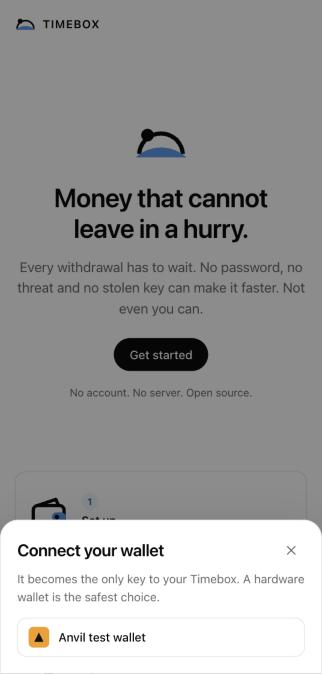 TIMEBOX
Money that cannot
leave in a hurry.
Every withdrawal has to wait. No password, no
threat and no stolen key can make it faster. Not
even you can.
Get started
No account. No server. Open source.
1
Set up
Connect your wallet
It becomes the only key to your Timebox. A hardware
wallet is the safest choice.
Anvil test wallet